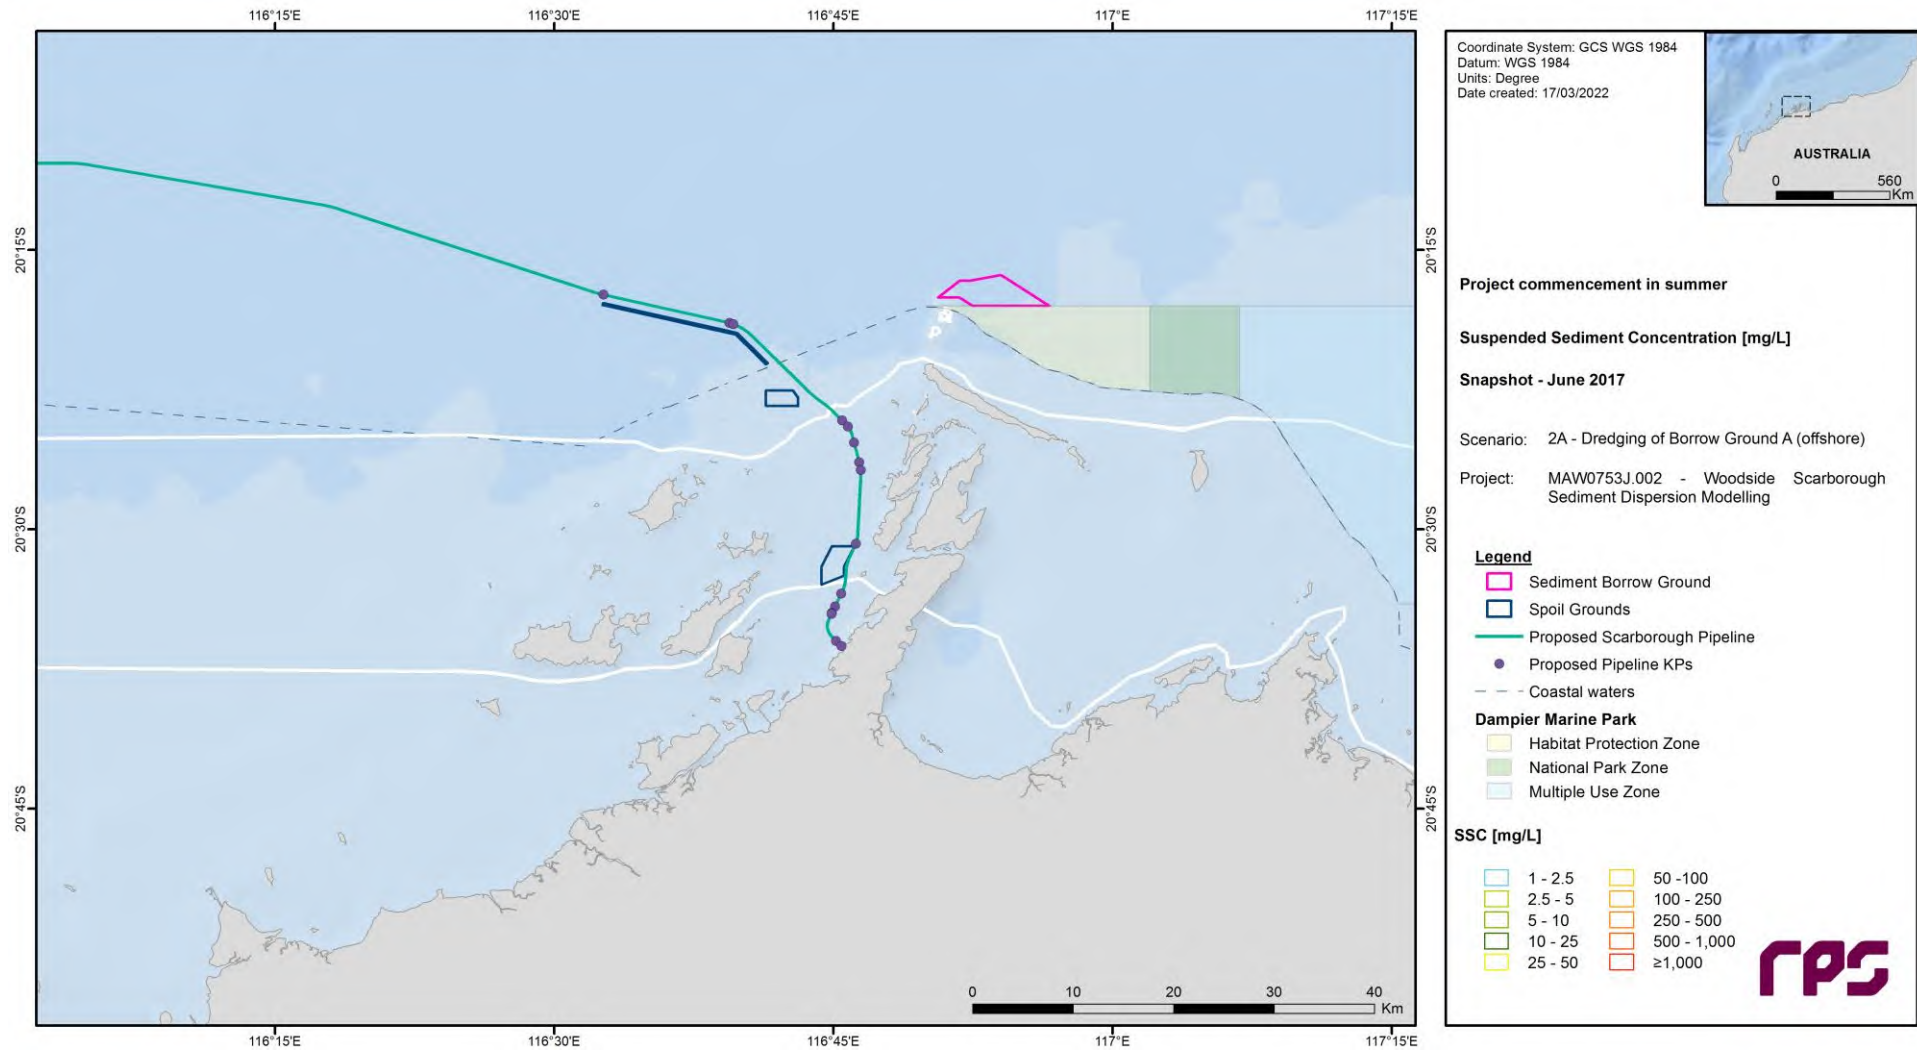 116°15'E
116°30'E
116°45'E
117°E
117°15'E
20°15'S
20°30'S
20°45'S
20°15'S
20°30'S
20°45'S
0 10 20 30 40
Km
116°15'E
116°30'E
116°45'E
117°E
117°15'E
Coordinate System: GCS WGS 1984
Datum: WGS 1984
Units: Degree
Date created: 17/03/2022
AUSTRALIA
0 560
Km
Project commencement in summer
Suspended Sediment Concentration [mg/L]
Snapshot - June 2017
Scenario: 2A - Dredging of Borrow Ground A (offshore)
Project: MAW0753J.002 - Woodside Scarborough
Sediment Dispersion Modelling
Legend
Sediment Borrow Ground
Spoil Grounds
Proposed Scarborough Pipeline
Proposed Pipeline KPs
Coastal waters
Dampier Marine Park
Habitat Protection Zone
National Park Zone
Multiple Use Zone
SSC [mg/L]
1 - 2.5 50 -100
2.5 - 5 100 - 250
5 - 10 250 - 500
10 - 25 500 - 1,000
25 - 50 ≥1,000
rps